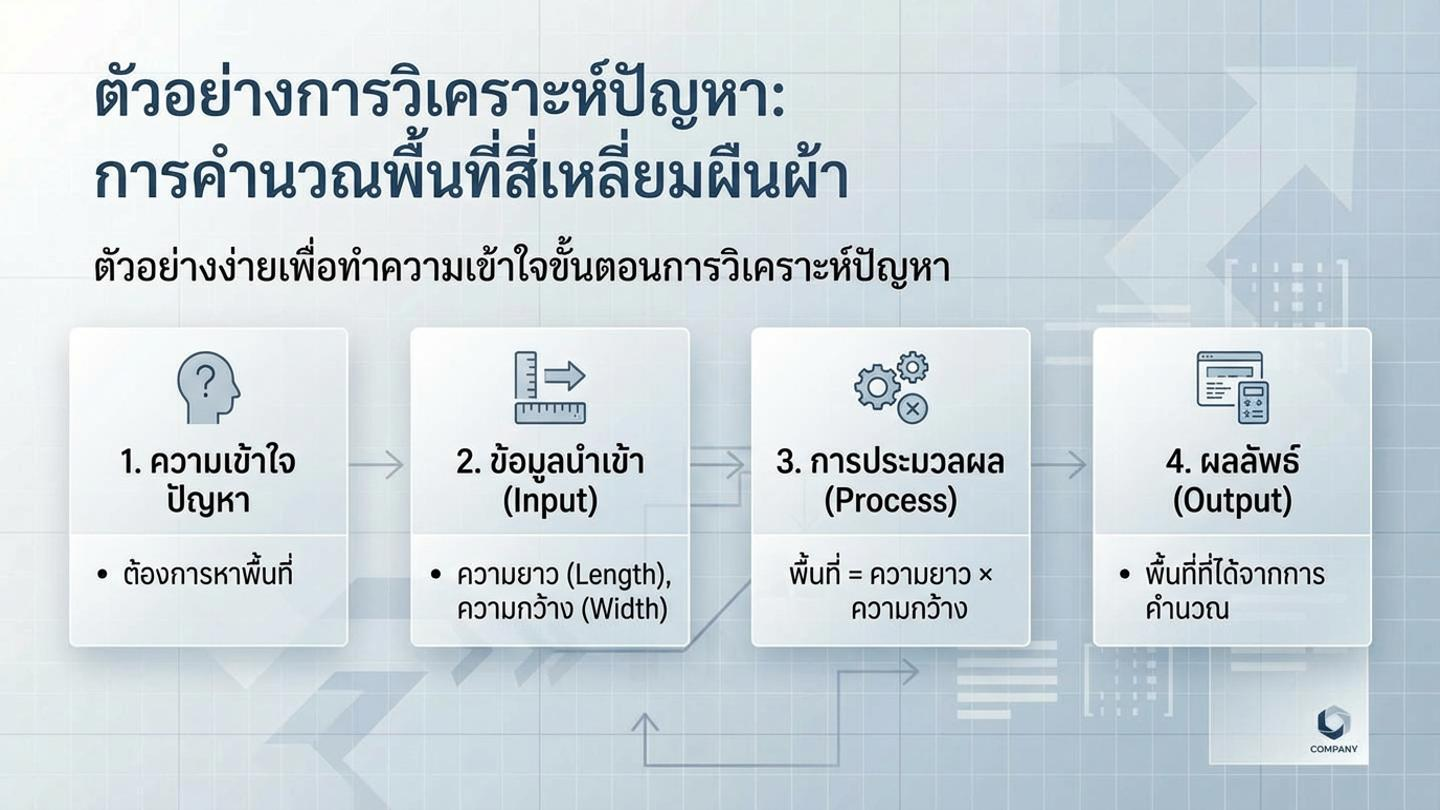 ตัวอย่างการวิเคราะห์ปัญหา:
การคำนวณพื้นที่สี่เหลี่ยมผืนผ้า
ตัวอย่างง่ายเพื่อทำความเข้าใจขั้นตอนการวิเคราะห์ปัญหา
1. ความเข้าใจ
ปัญหา
• ต้องการหาพื้นที่
2. ข้อมูลนำเข้า
(Input)
• ความยาว (Length),
ความกว้าง (Width)
3. การประมวลผล
(Process)
พื้นที่ = ความยาว ×
ความกว้าง
4. ผลลัพธ์
(Output)
• พื้นที่ที่ได้จากการ
คำนวณ
COMPANY